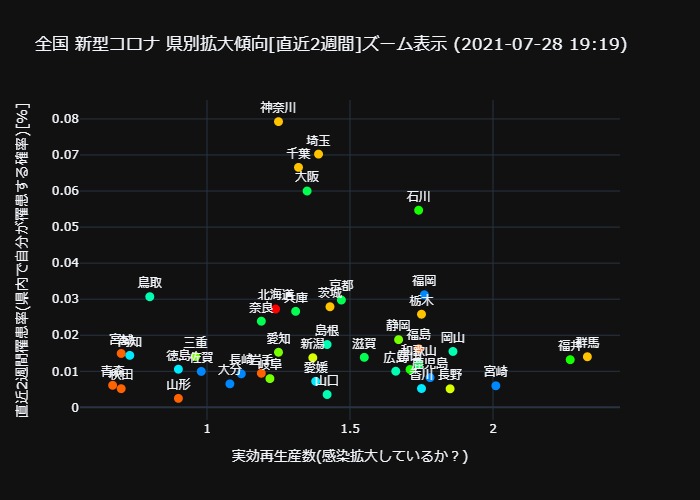 全国 新型コロナ 県別拡大傾向[直近2週間]ズーム表示 (2021-07-28 19:19)
直近2週間罹患率(県内で自分が罹患する確率)[%]
0.08
0.07
0.06
0.05
0.04
0.03
0.02
0.01
0
神奈川
埼玉
千葉
大阪
石川
鳥取
福岡
北海道
兵庫
茨城
京都
奈良
栃木
静岡
福島
島根
岡山
宮城
高知
三重
愛知
新潟
滋賀
和歌山
福井
群馬
徳島
佐賀
長崎
岩手
岐阜
愛媛
広島
鹿児島
青森
秋田
大分
山口
香川
長野
宮崎
山形
1
1.5
2
実効再生産数(感染拡大しているか？)